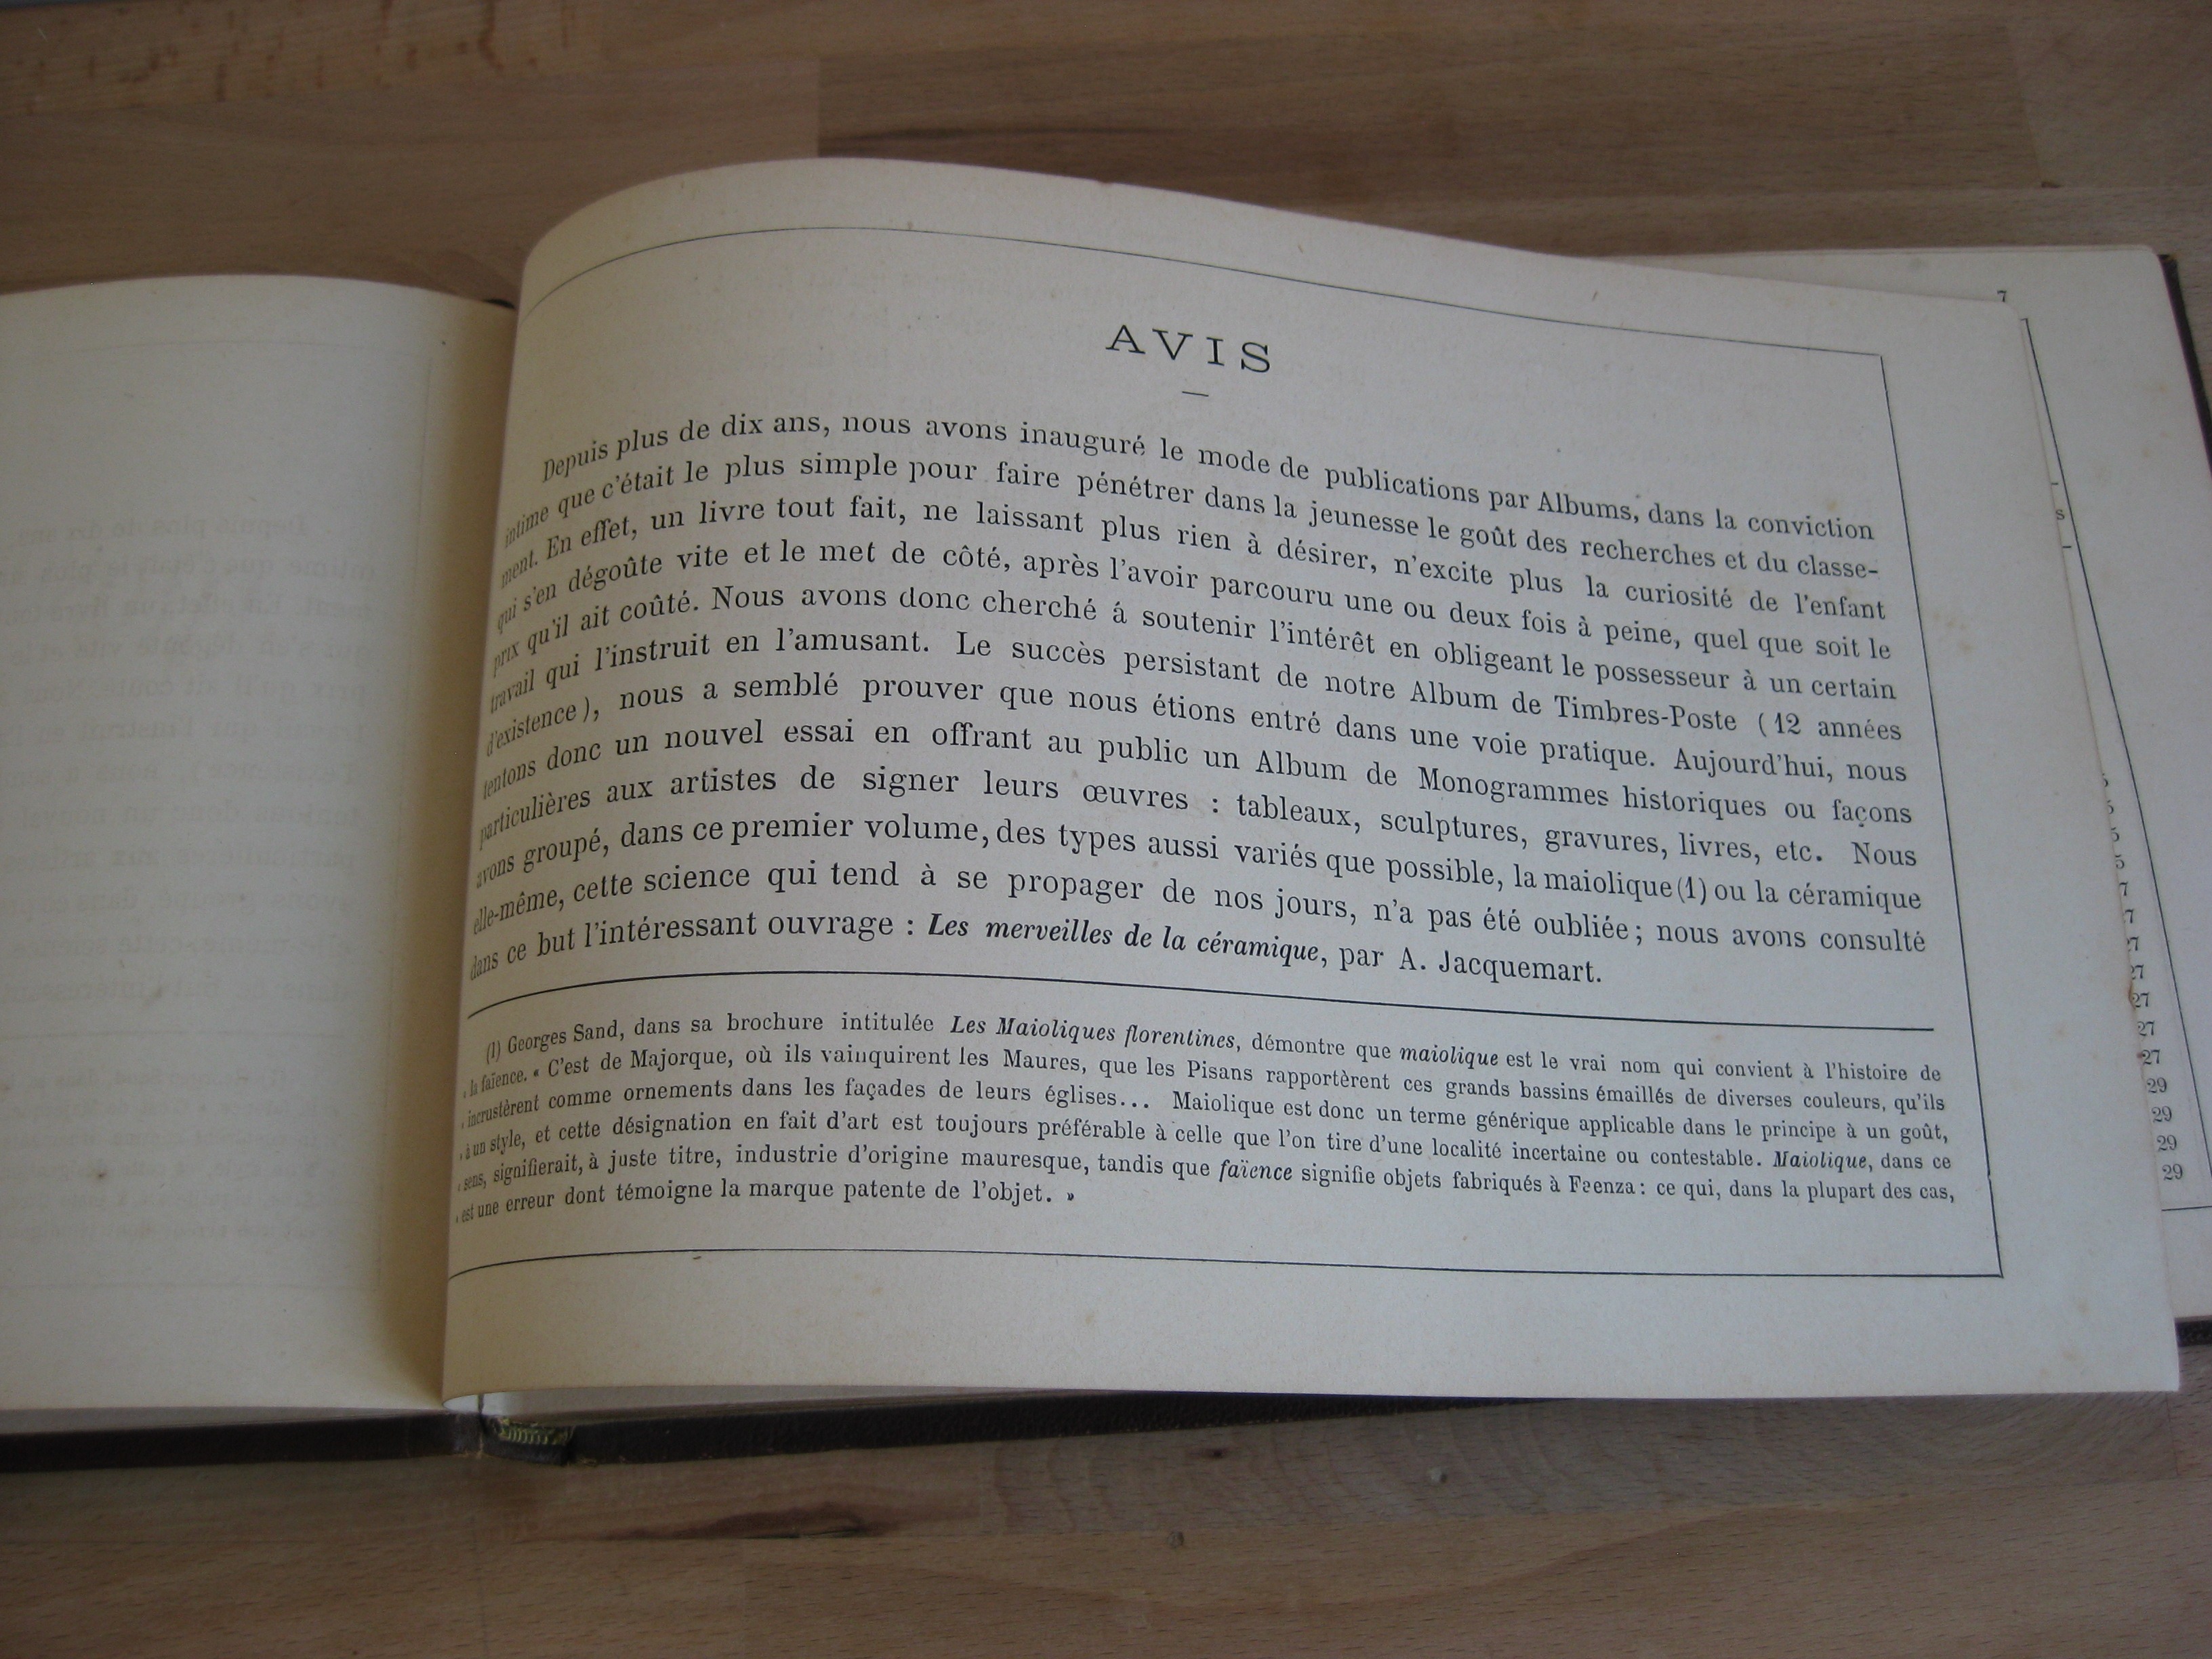 AVIS
Depuis plus de dix ans, nous avons inauguré le mode de publications par Albums, dans la conviction
intime que c'était le plus simple pour faire pénétrer dans la jeunesse le goût des recherches et du classe-
ment. En effet, un livre tout fait, ne laissant plus rien à désirer, n'excite plus la curiosité de l'enfant
qui s'en dégoûte vite et le met de côté, après l'avoir parcouru une ou deux fois à peine, quel que soit le
prix qu'il ait coûté. Nous avons donc cherché á soutenir l'intérêt en obligeant le possesseur à un certain
travail qui l'instruit en l'amusant. Le succès persistant de notre Album de Timbres-Poste (12 années
d'existence), nous a semblé prouver que nous étions entré dans une voie pratique. Aujourd'hui, nous
tentons donc un nouvel essai en offrant au public un Album de Monogrammes historiques ou façons
particulières aux artistes de signer leurs œuvres : tableaux, sculptures, gravures, livres, etc. Nous
avons groupé, dans ce premier volume, des types aussi variés que possible, la maiolique (1) ou la céramique
elle-même, cette science qui tend à se propager de nos jours, n'a pas été oubliée ; nous avons consulté
dans ce but l'intéressant ouvrage : Les merveilles de la céramique, par A. Jacquemart.
(1) Georges Sand, dans sa brochure intitulée Les Maioliques florentines, démontre que maiolique est le vrai nom qui convient à l'histoire de
« la faïence. « C'est de Majorque, où ils vainquirent les Maures, que les Pisans rapportèrent ces grands bassins émaillés de diverses couleurs, qu'ils
« incrustèrent comme ornements dans les façades de leurs églises... Maiolique est donc un terme générique applicable dans le principe à un goût,
« à un style, et cette désignation en fait d'art est toujours préférable à celle que l'on tire d'une localité incertaine ou contestable. Maiolique, dans ce
« sens, signifierait, à juste titre, industrie d'origine mauresque, tandis que faïence signifie objets fabriqués à Faenza : ce qui, dans la plupart des cas,
« est une erreur dont témoigne la marque patente de l'objet. »
7
s
5
5
5
7
7
27
27
27
27
27
29
29
29
29